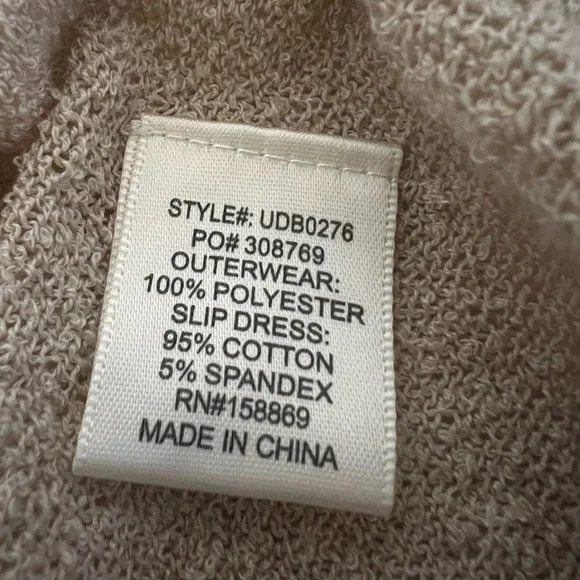 STYLE#: UDB0276
PO# 308769
OUTERWEAR:
100% POLYESTER
SLIP DRESS:
95% COTTON
5% SPANDEX
RN#158869
MADE IN CHINA